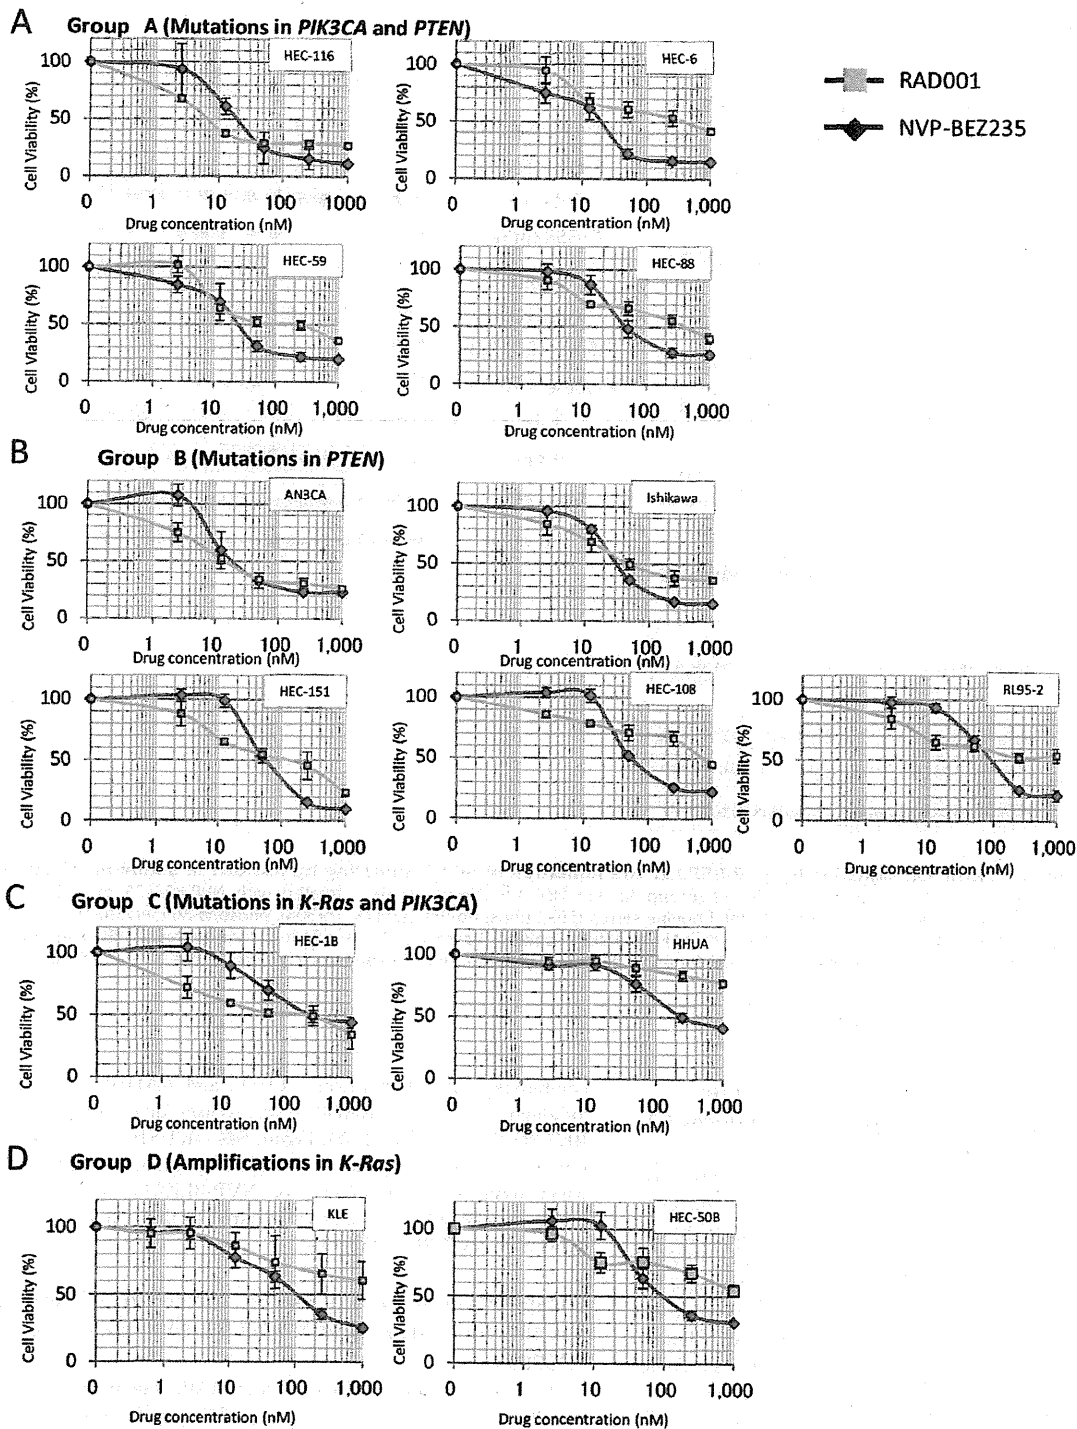 A Group A (Mutations in PIK3CA and PTEN)
HEC-116
Cell Viability (%)
100
50
0
0 1 10 100 1000
Drug concentration (nM)
HEC-6
Cell Viability (%)
100
50
0
0 1 10 100 1,000
Drug concentration (nM)
RAD001
NVP-BEZ235
HEC-59
Cell Viability (%)
100
50
0
0 1 10 100 1,000
Drug concentration (nM)
HEC-88
Cell Viability (%)
100
50
0
0 1 10 100 1,000
Drug concentration (nM)
B Group B (Mutations in PTEN)
AN3CA
Cell Viability (%)
100
50
0
0 1 10 100 1,000
Drug concentration (nM)
Ishikawa
Cell Viability (%)
100
50
0
0 1 10 100 1,000
Drug concentration (nM)
HEC-151
Cell Viability (%)
100
50
0
0 1 10 100 1,000
Drug concentration (nM)
HEC-108
Cell Viability (%)
100
50
0
0 1 10 100 1,000
Drug concentration (nM)
RL95-2
Cell Viability (%)
100
50
0
0 1 10 100 1,000
Drug concentration (nM)
C Group C (Mutations in K-Ras and PIK3CA)
HEC-1B
Cell Viability (%)
100
50
0
0 1 10 100 1,000
Drug concentration (nM)
HHUA
Cell Viability (%)
100
50
0
0 1 10 100 1,000
Drug concentration (nM)
D Group D (Amplifications in K-Ras)
KLE
Cell Viability (%)
100
50
0
0 1 10 100 1,000
Drug concentration (nM)
HEC-50B
Cell Viability (%)
100
50
0
0 1 10 100 1,000
Drug concentration (nM)